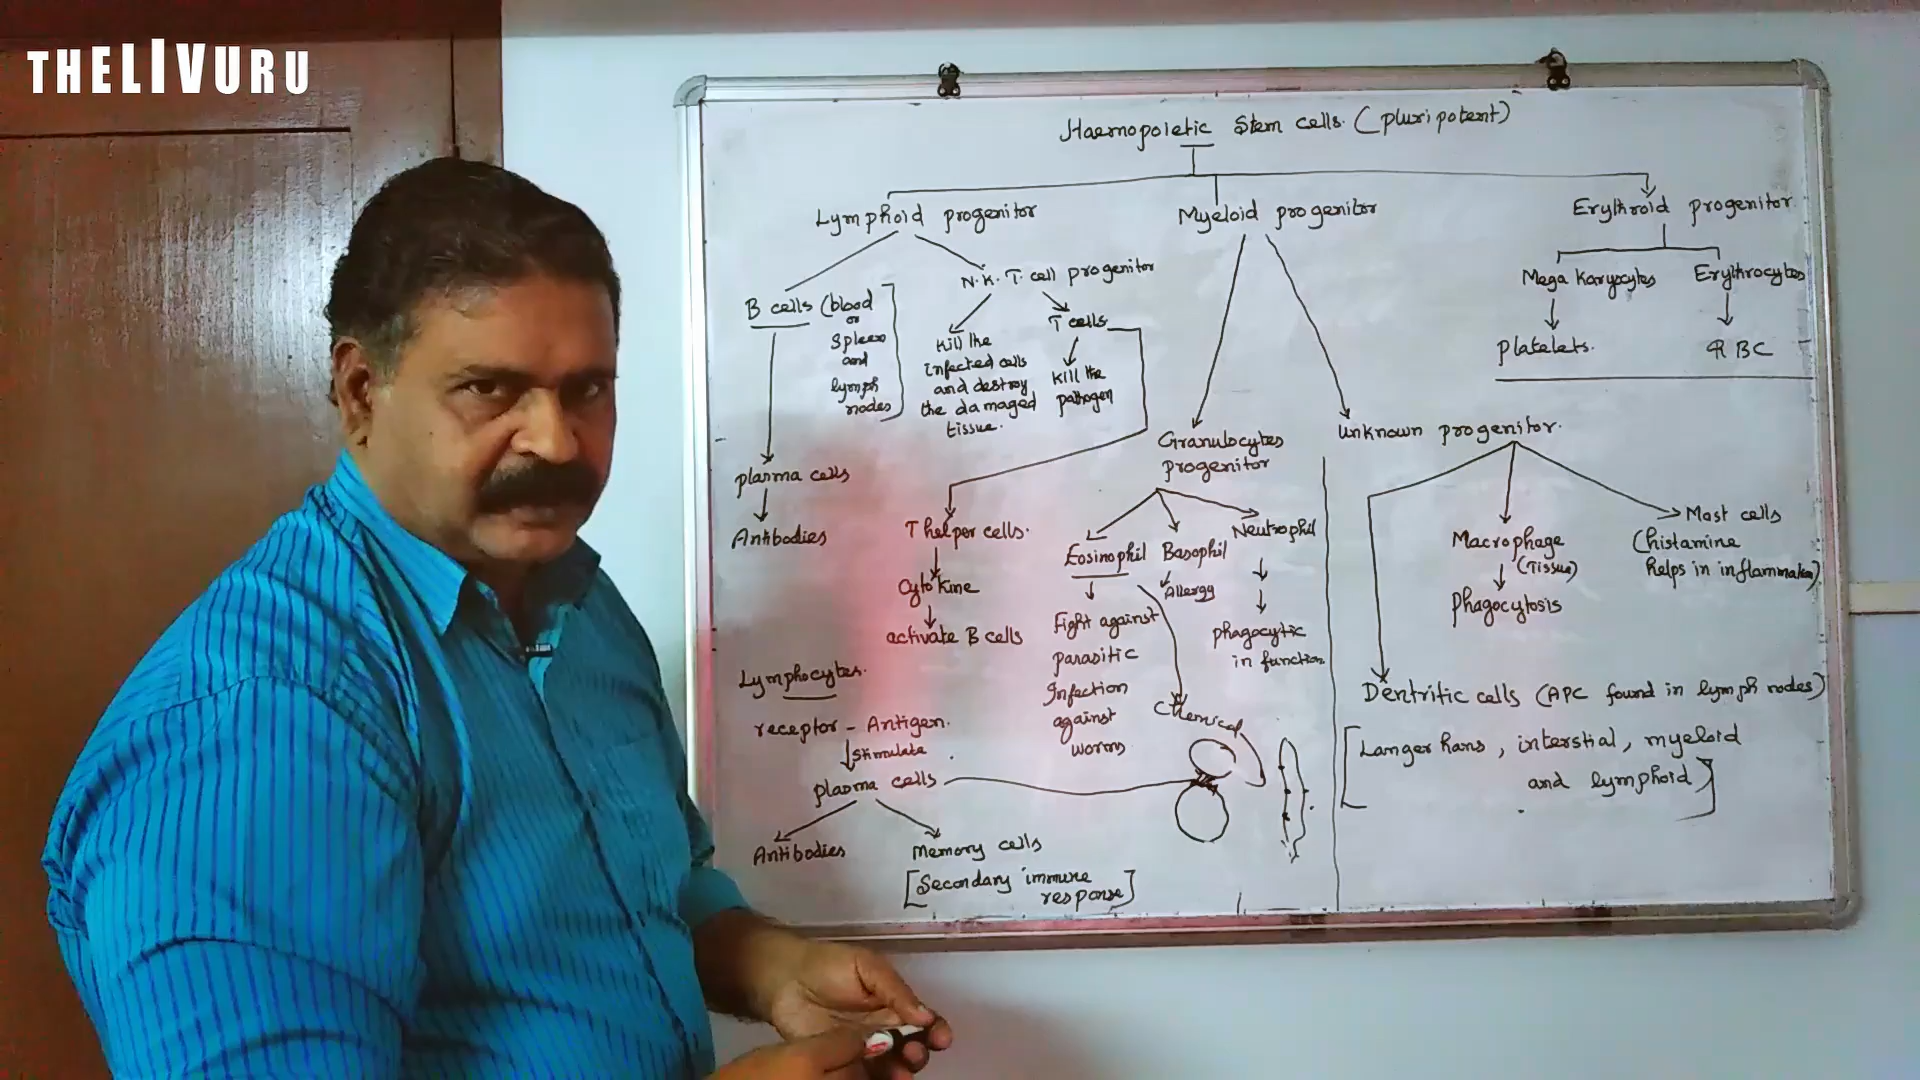 THELIVURU
Haemopoietic Stem cells. (pluripotent)
Lymphoid progenitor
Myeloid progenitor
Erythroid progenitor
B cells (blood
or
Spleen
and
lymph
nodes
N.K. T. cell progenitor
Kill the
infected cells
and destroy
the damaged
tissue.
T cells
Kill the
pathogen
Mega Karyocytes
Erythrocytes
platelets.
RBC
plasma cells
Antibodies
T helper cells.
Cytokine
activate B cells
Granulocytes
progenitor
Eosinophil
Basophil
Neutrophil
Allergy
Fight against
parasitic
Infection
against
worms
phagocytic
in function
Chemical
Unknown progenitor.
Macrophage
(Tissue)
phagocytosis
Mast cells
(histamine
helps in inflammation)
Dentritic cells (APC found in lymph nodes)
[Langerhans, interstial, myeloid
and lymphoid]
Lymphocytes.
receptor - Antigen.
Stimulate
plasma cells
Antibodies
Memory cells
[Secondary immune
response]